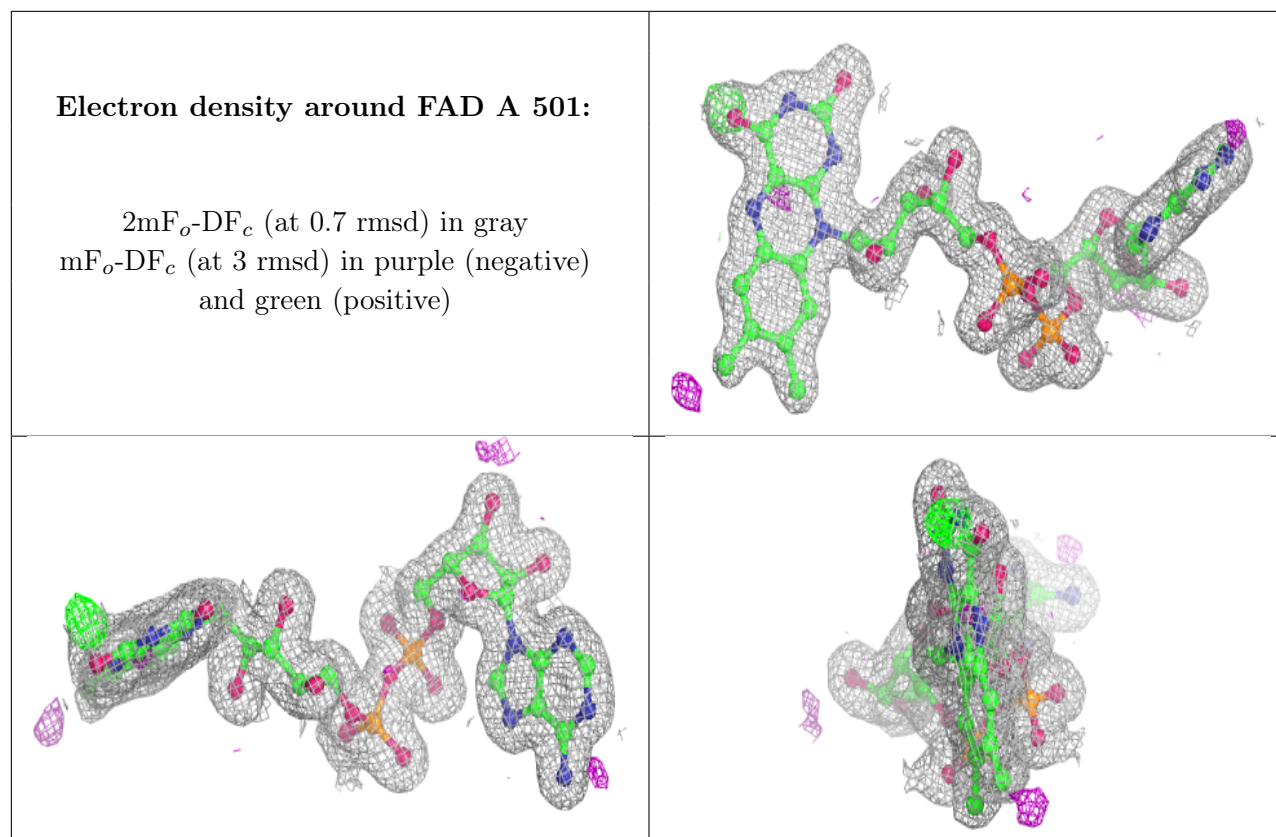 Electron density around FAD A 501:
2mFₒ-DF𝒸 (at 0.7 rmsd) in gray
mFₒ-DF𝒸 (at 3 rmsd) in purple (negative)
and green (positive)